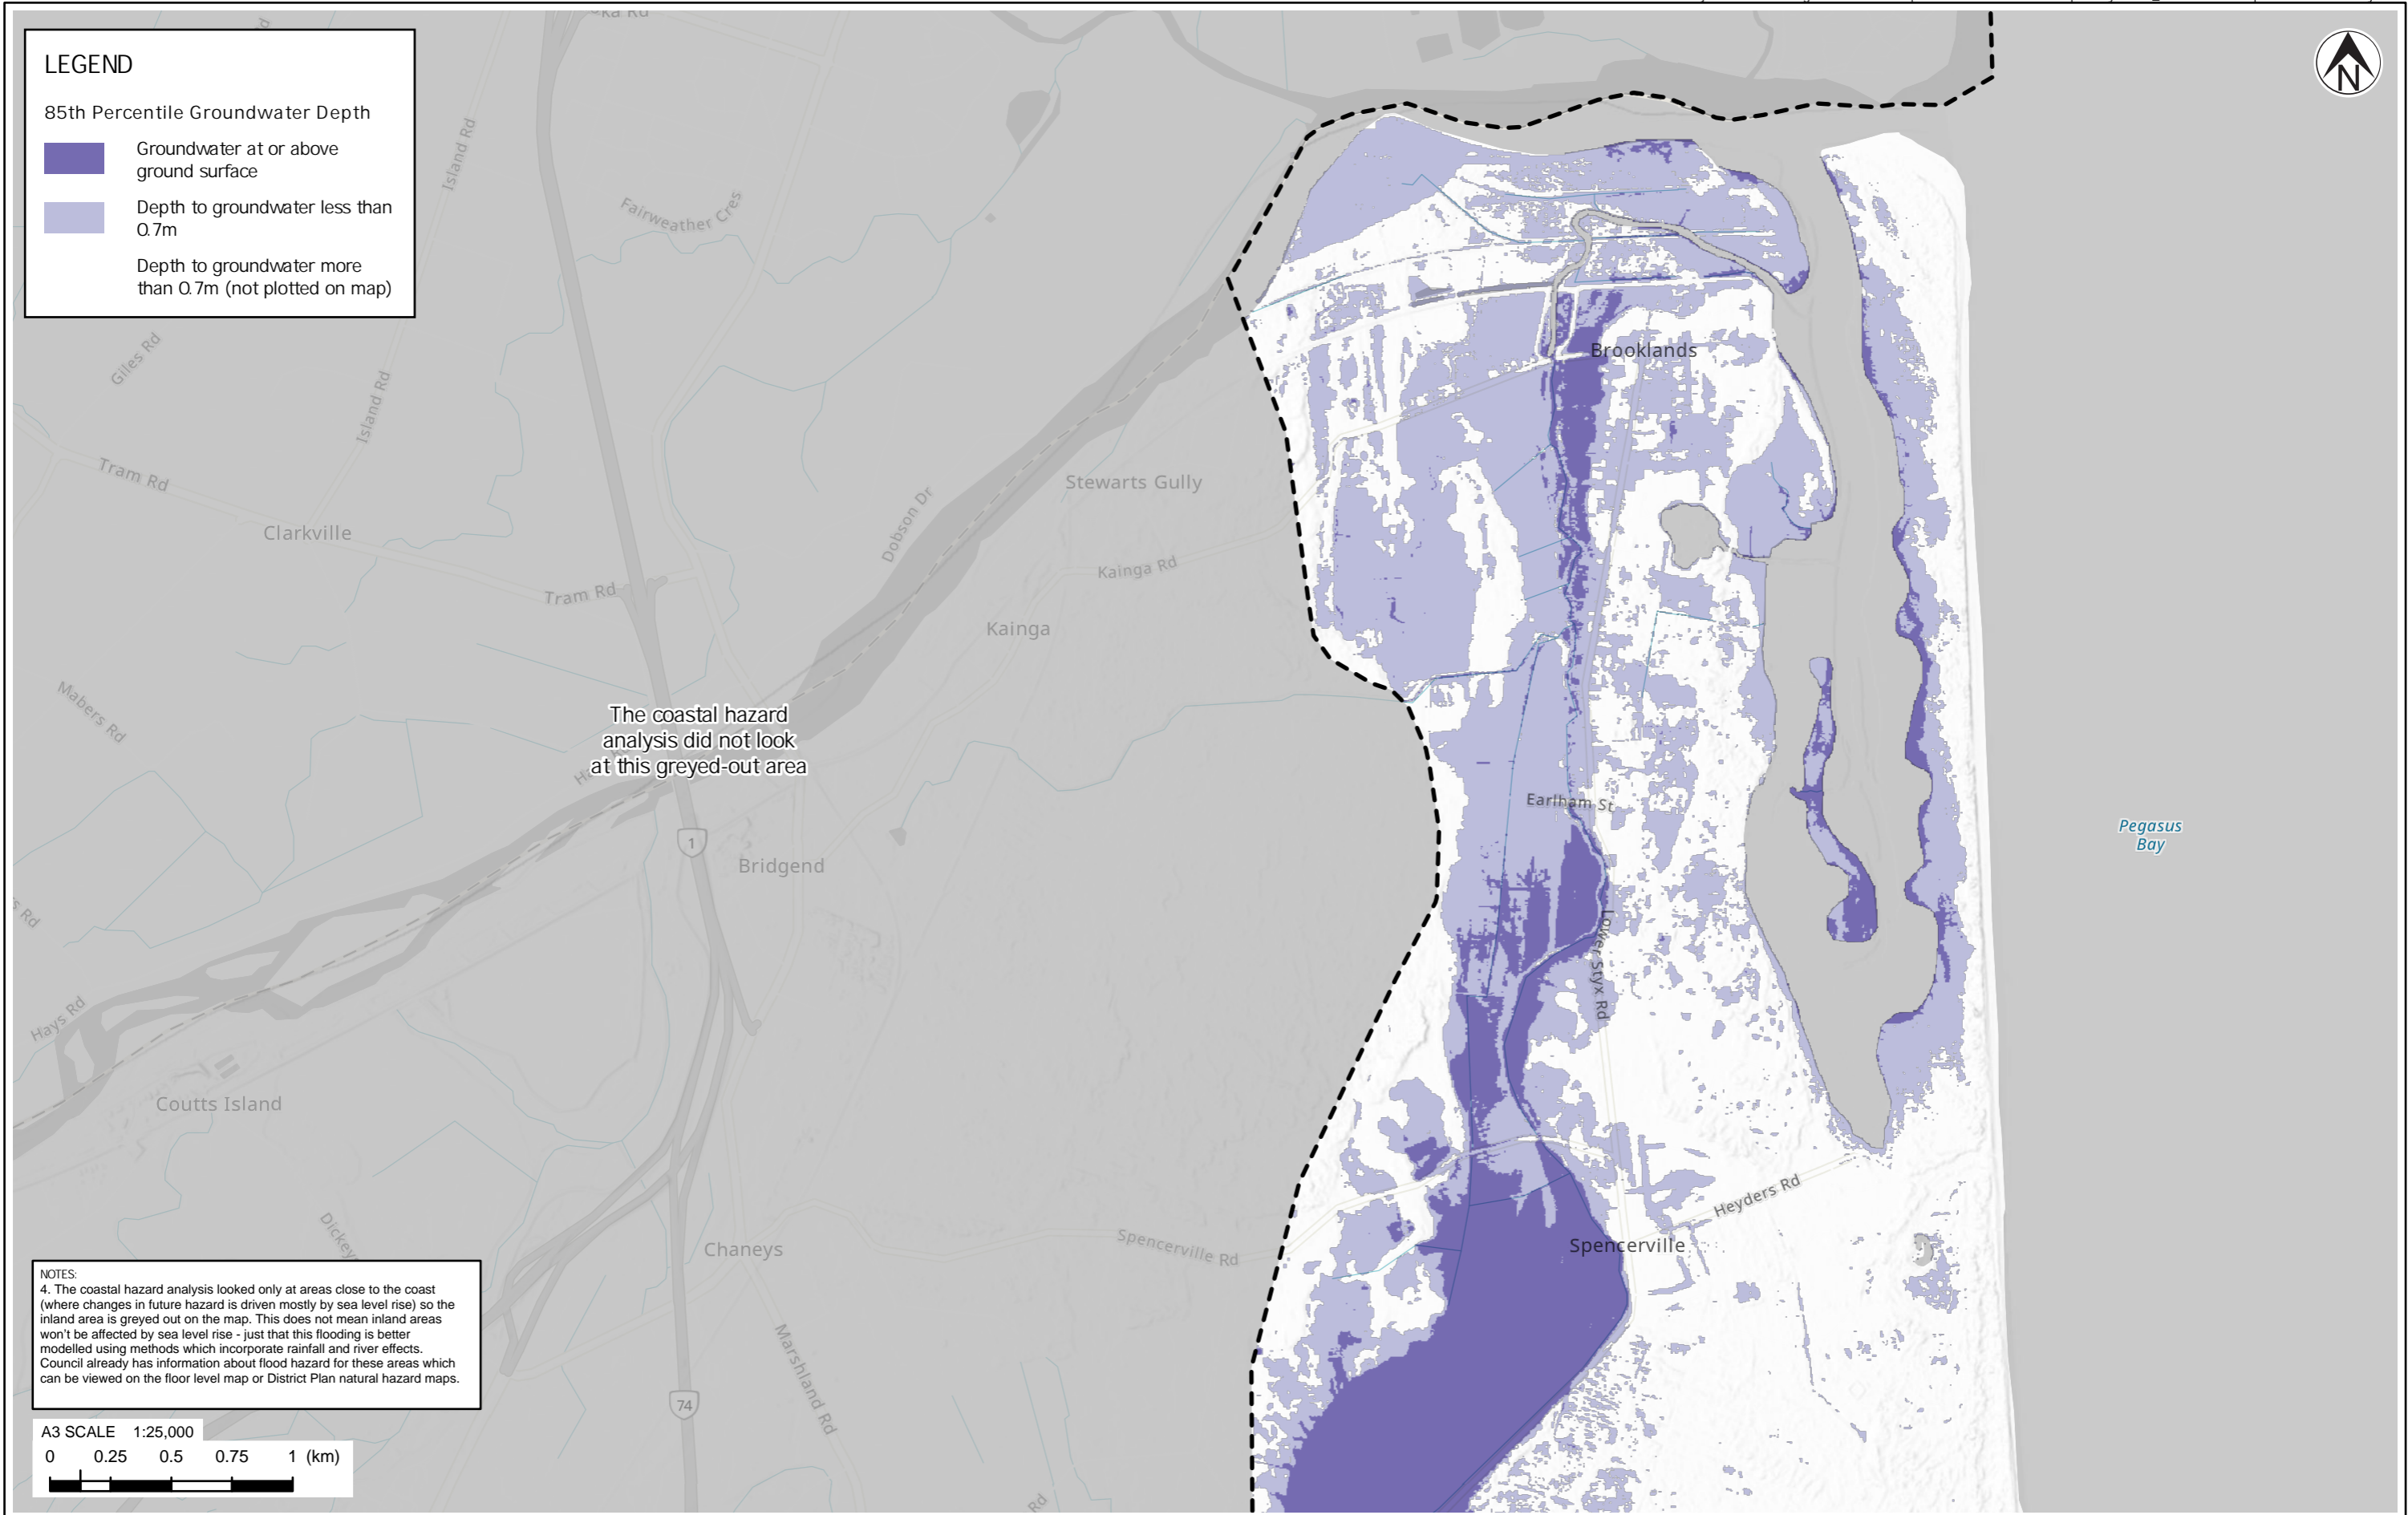 LEGEND
85th Percentile Groundwater Depth
Groundwater at or above
ground surface
Depth to groundwater less than
0.7m
Depth to groundwater more
than 0.7m (not plotted on map)
N
Island Rd
Fairweather Cres
Giles Rd
Island Rd
Brooklands
Tram Rd
Stewarts Gully
Clarkville
Dobson Dr
Kainga Rd
Tram Rd
Kainga
Mabers Rd
The coastal hazard
analysis did not look
at this greyed-out area
Earlham St
Pegasus
Bay
1
Bridgend
Lower Styx Rd
Hays Rd
Coutts Island
Heyders Rd
Chaneys
Spencerville Rd
Spencerville
Marshland Rd
74
Rd
NOTES:
4. The coastal hazard analysis looked only at areas close to the coast
(where changes in future hazard is driven mostly by sea level rise) so the
inland area is greyed out on the map. This does not mean inland areas
won't be affected by sea level rise - just that this flooding is better
modelled using methods which incorporate rainfall and river effects.
Council already has information about flood hazard for these areas which
can be viewed on the floor level map or District Plan natural hazard maps.
A3 SCALE 1:25,000
0 0.25 0.5 0.75 1 (km)